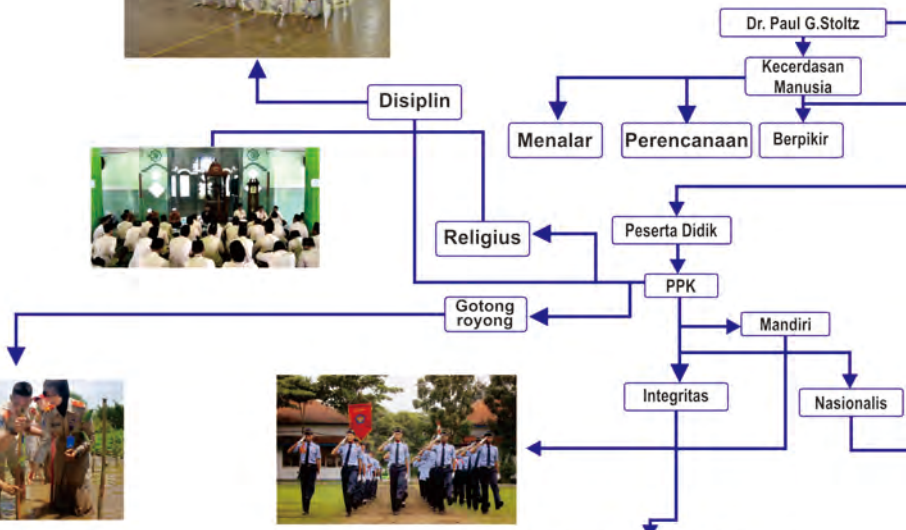 Dr. Paul G.Stoltz
Kecerdasan
Manusia
Disiplin
Menalar
Perencanaan
Berpikir
Religius
Peserta Didik
PPK
Gotong
royong
Mandiri
Integritas
Nasionalis